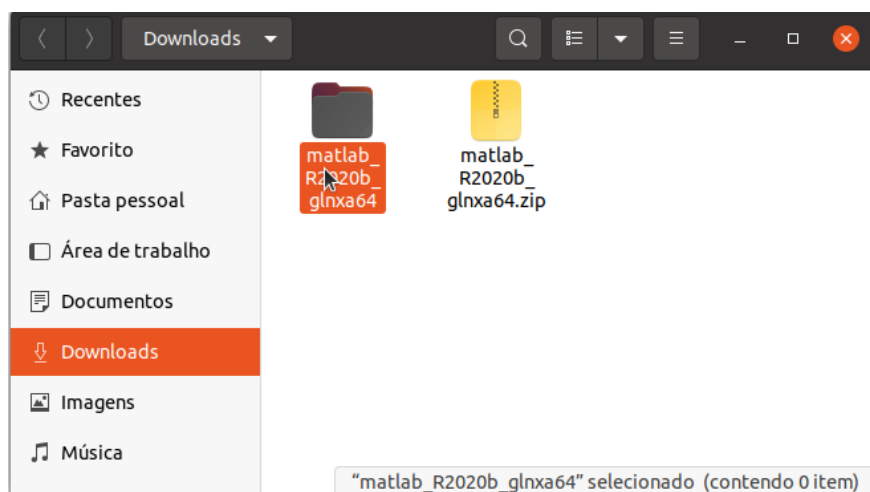 Downloads
Recentes
Favorito
Pasta pessoal
Área de trabalho
Documentos
Downloads
Imagens
Música
matlab_
R2020b_
glnxa64
matlab_
R2020b_
glnxa64.zip
“matlab_R2020b_glnxa64” selecionado (contendo 0 item)